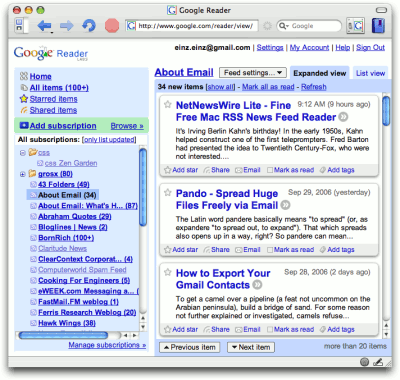 Google Reader
http://www.google.com/reader/view/
Google
einz.einz@gmail.com | Settings | My Account | Help | Sign Out
Google Reader
LABS
Home
All items (100+)
Starred items
Shared items
Add subscription Browse »
All subscriptions: [only list updated]
css
css Zen Garden
grosx (100+)
43 Folders (49)
About Email (34)
About Email: What's H... (87)
Abraham Quotes (29)
Bloglines | News (2)
BornRich (100+)
Clantude News
ClearContext Corporat... (4)
Computerworld Spam Feed
Cooking For Engineers (5)
eWEEK.com Messaging a... (
FastMail.FM weblog (1)
Ferris Research Weblog (20)
Hawk Wings (38)
Manage subscriptions »
About Email Feed settings... Expanded view List view
34 new items [show all] - Mark all as read - Refresh
NetNewsWire Lite - Fine 9:12 AM (9 hours ago)
Free Mac RSS News Feed Reader
It's Irving Berlin Kahn's birthday! In the early 1950s, Kahn
helped construct one of the first teleprompters. Fred Barton
had presented the idea to Twentieth Century-Fox, who were
not interested....
Add star Share Email Mark as read Add tags
Pando - Spread Huge Sep 29, 2006 (yesterday)
Files Freely via Email
The Latin word pandere basically means "to spread" (or, as
expandere "to spread out, to expand"). That which spreads
also opens up in a way, right? So pandere can mean...
Add star Share Email Mark as read Add tags
How to Export Your Sep 28, 2006 (2 days ago)
Gmail Contacts
To get a camel over a pipeline (a feat not uncommon on the
Arabian peninsula), build a bridge of sand. For some reason
not further explained or investigated, camels refuse...
Add star Share Email Mark as read Add tags
Previous item Next item more than 20 items